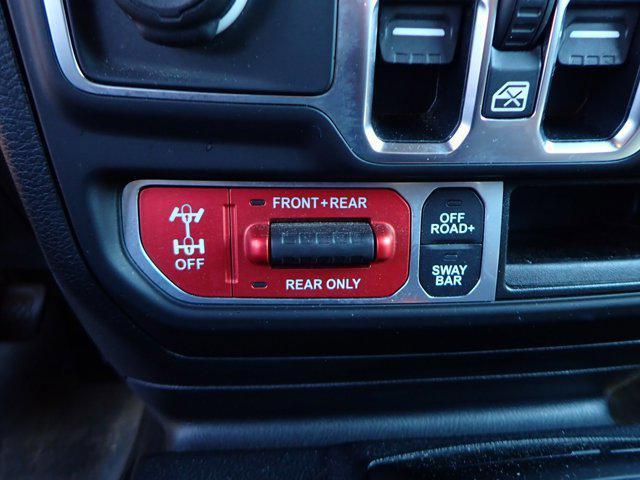 FRONT+REAR
OFF
REAR ONLY
OFF
ROAD+
SWAY
BAR